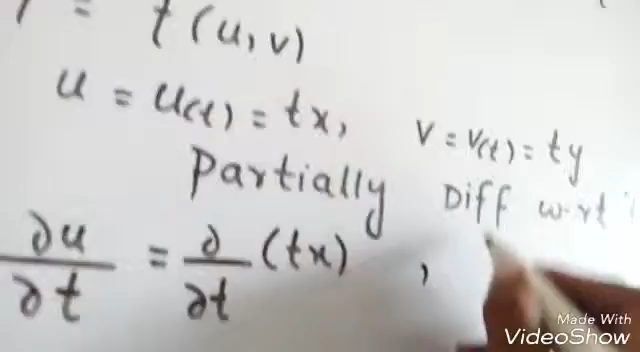 = f(u,v)
u = u(t) = tx, v = v(t) = ty
Partially Diff w.r.t
∂u/∂t = ∂/∂t (tx) ,
Made With
VideoShow